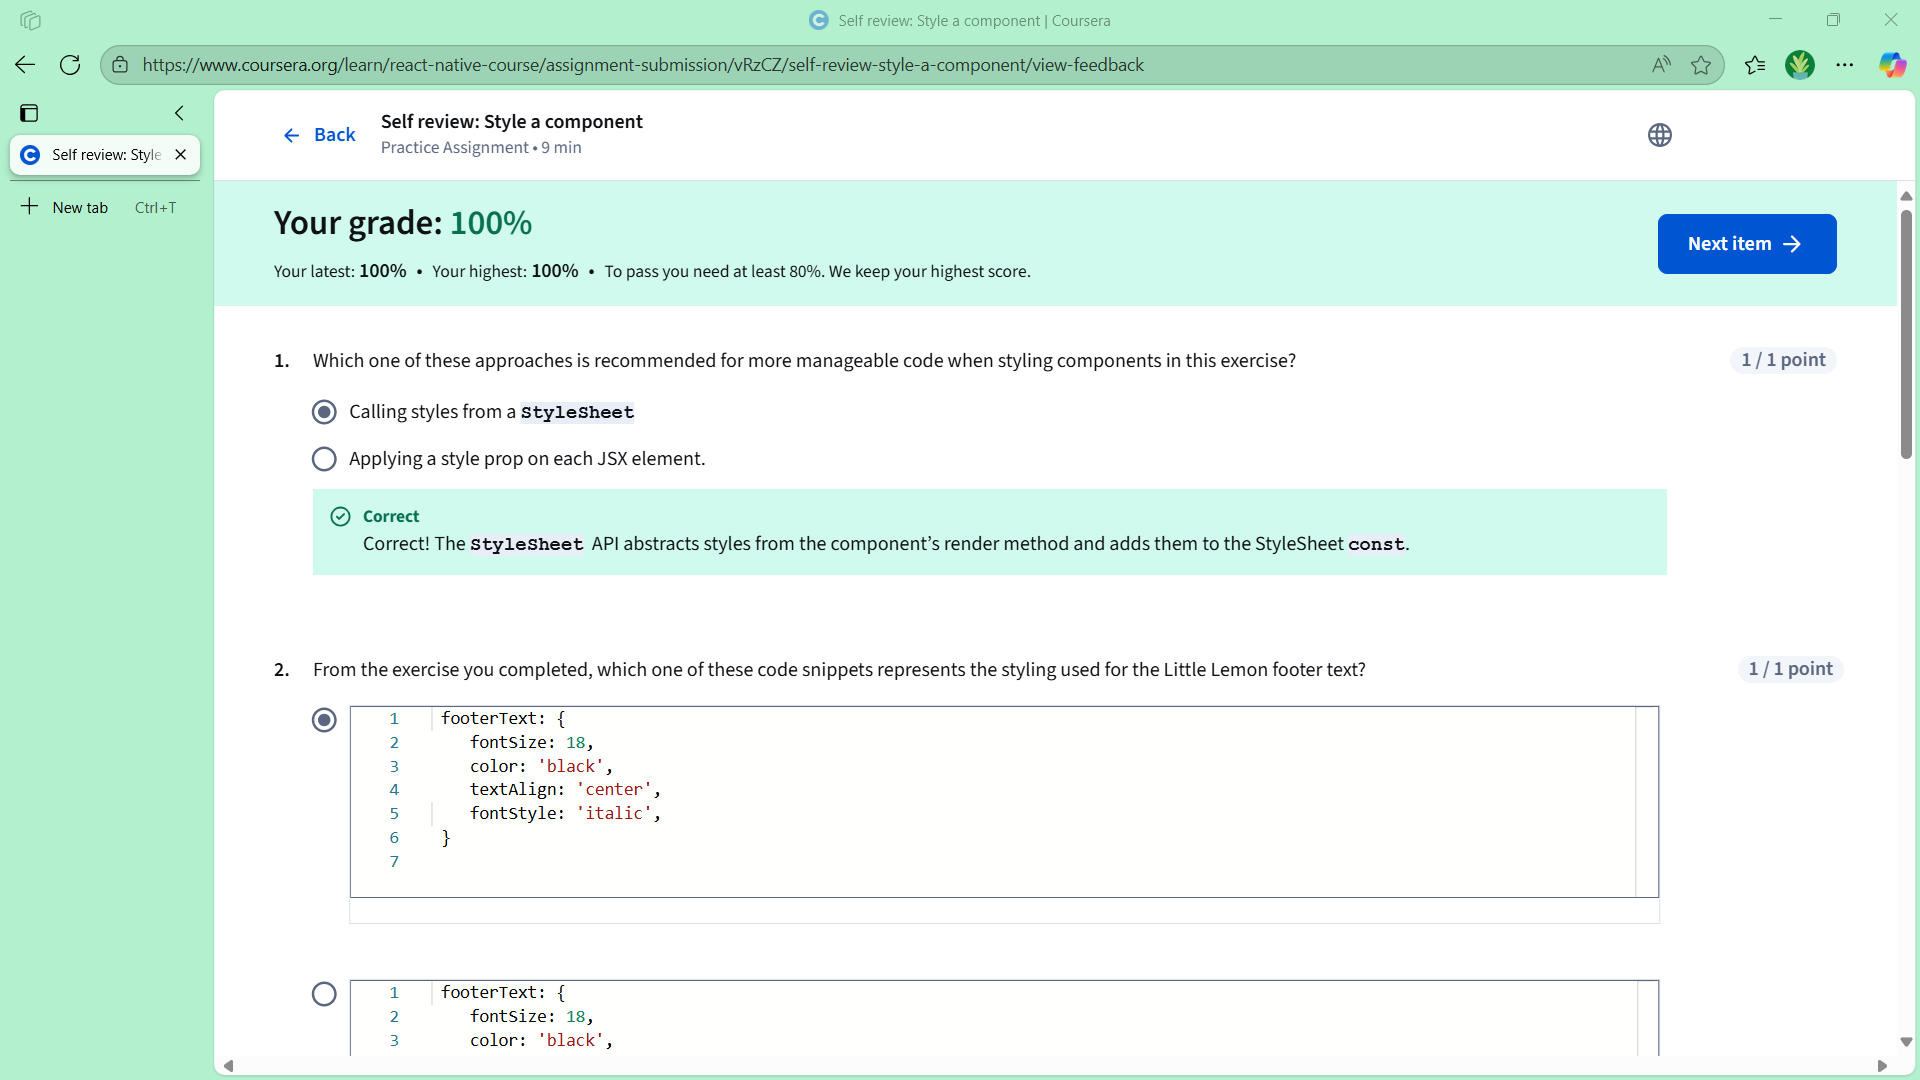 Self review: Style a component | Coursera
https://www.coursera.org/learn/react-native-course/assignment-submission/vRzCZ/self-review-style-a-component/view-feedback
Self review: Style
New tab Ctrl+T
Back
Self review: Style a component
Practice Assignment • 9 min
Your grade: 100%
Your latest: 100% • Your highest: 100% • To pass you need at least 80%. We keep your highest score.
Next item
1. Which one of these approaches is recommended for more manageable code when styling components in this exercise?
1 / 1 point
Calling styles from a StyleSheet
Applying a style prop on each JSX element.
Correct
Correct! The StyleSheet API abstracts styles from the component’s render method and adds them to the StyleSheet const.
2. From the exercise you completed, which one of these code snippets represents the styling used for the Little Lemon footer text?
1 / 1 point
1 footerText: {
2 fontSize: 18,
3 color: 'black',
4 textAlign: 'center',
5 fontStyle: 'italic',
6 }
7
1 footerText: {
2 fontSize: 18,
3 color: 'black',